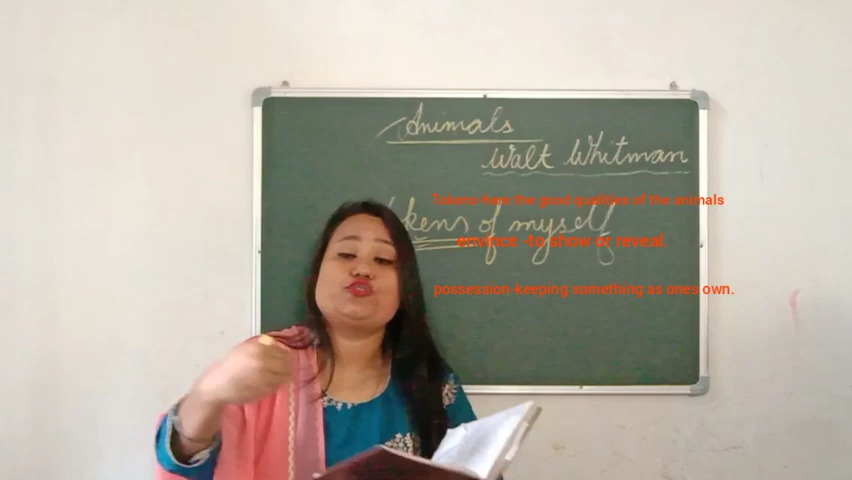 Animals
Walt Whitman
Tokens-here the good qualities of the animals
kens of myself
envince -to show or reveal.
possession-keeping something as ones own.